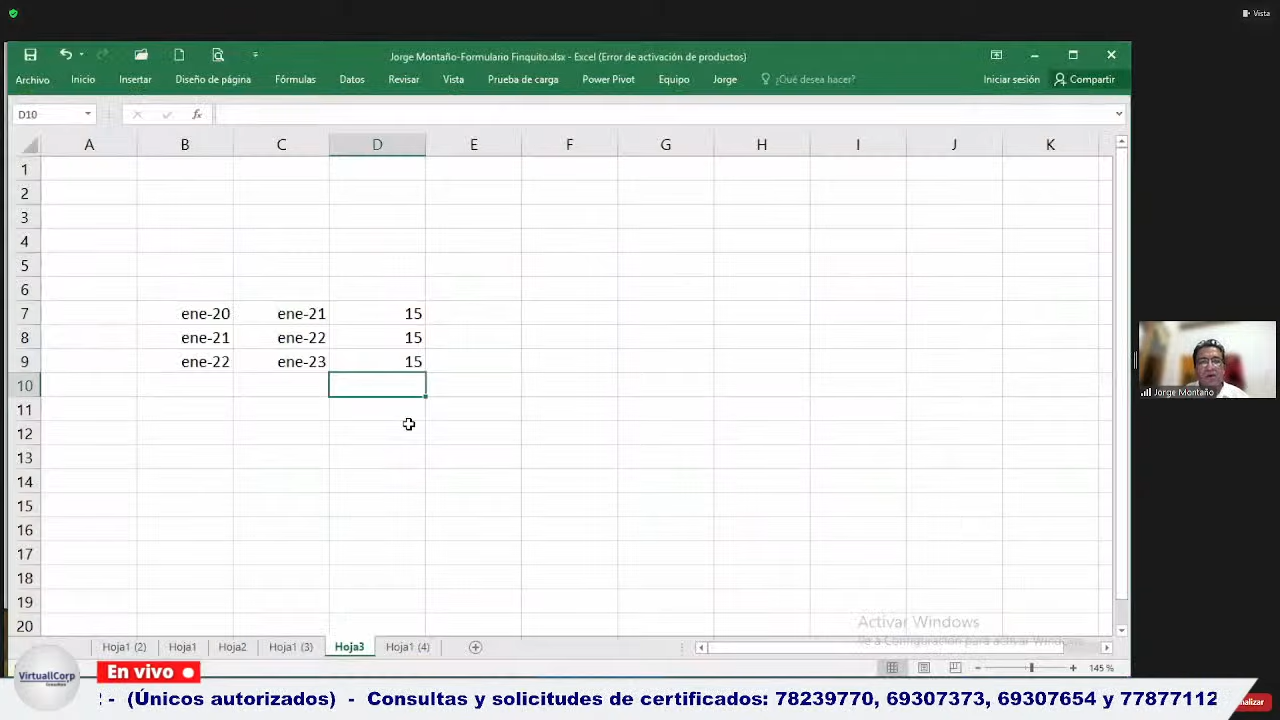 Vista
Jorge Montaño-Formulario Finquito.xlsx - Excel (Error de activación de productos)
Archivo Inicio Insertar Diseño de página Fórmulas Datos Revisar Vista Prueba de carga Power Pivot Equipo Jorge ¿Qué desea hacer? Iniciar sesión Compartir
D10 fx
A B C D E F G H I J K
1
2
3
4
5
6
7 ene-20 ene-21 15
8 ene-21 ene-22 15
9 ene-22 ene-23 15
10
11
12
13
14
15
16
17
18
19
20
Jorge Montaño
Activar Windows
a Configuración para activar Windows.
Hoja1 (2) Hoja1 Hoja2 Hoja1 (3) Hoja3 Hoja1 (4)
145 %
VirtuallCorp
En vivo
- (Únicos autorizados) - Consultas y solicitudes de certificados: 78239770, 69307373, 69307654 y 77877112